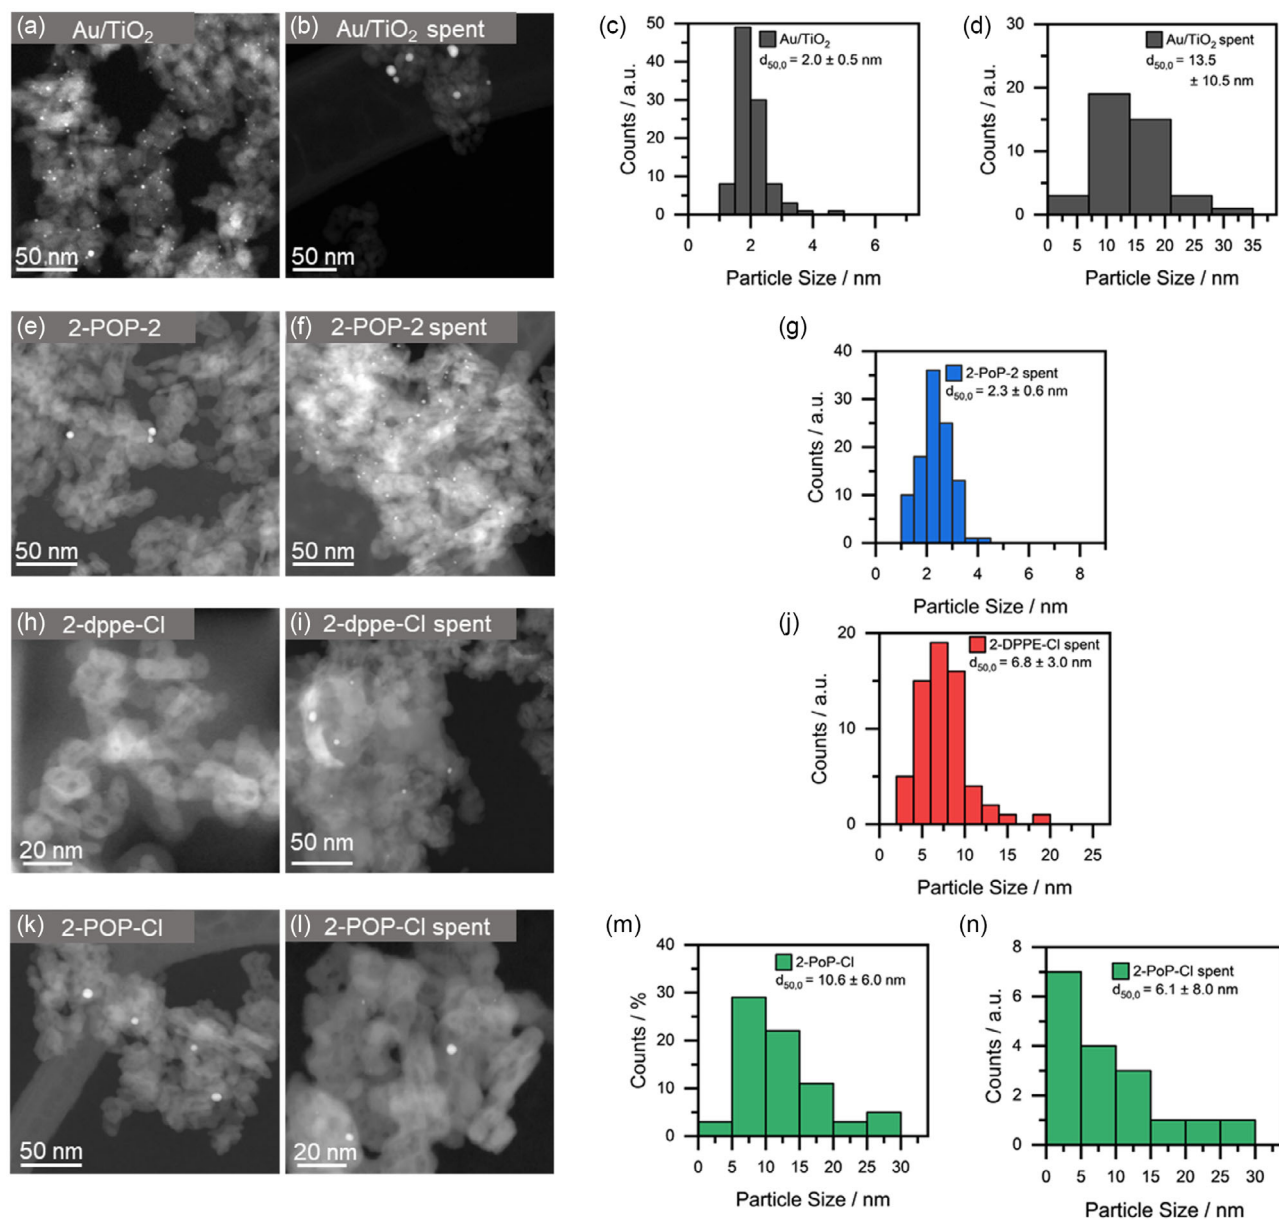 (a) Au/TiO₂
50 nm
(b) Au/TiO₂ spent
50 nm
(c)
50
40
30
20
10
0
Counts / a.u.
Au/TiO₂
d₅₀,₀ = 2.0 ± 0.5 nm
0 2 4 6
Particle Size / nm
(d)
30
20
10
0
Counts / a.u.
Au/TiO₂ spent
d₅₀,₀ = 13.5
± 10.5 nm
0 5 10 15 20 25 30 35
Particle Size / nm
(e) 2-POP-2
50 nm
(f) 2-POP-2 spent
50 nm
(g)
40
30
20
10
0
Counts / a.u.
2-PoP-2 spent
d₅₀,₀ = 2.3 ± 0.6 nm
0 2 4 6 8
Particle Size / nm
(h) 2-dppe-Cl
20 nm
(i) 2-dppe-Cl spent
50 nm
(j)
20
10
0
Counts / a.u.
2-DPPE-Cl spent
d₅₀,₀ = 6.8 ± 3.0 nm
0 5 10 15 20 25
Particle Size / nm
(k) 2-POP-Cl
50 nm
(l) 2-POP-Cl spent
20 nm
(m)
40
30
20
10
0
Counts / %
2-PoP-Cl
d₅₀,₀ = 10.6 ± 6.0 nm
0 5 10 15 20 25 30
Particle Size / nm
(n)
8
6
4
2
0
Counts / a.u.
2-PoP-Cl spent
d₅₀,₀ = 6.1 ± 8.0 nm
0 5 10 15 20 25 30
Particle Size / nm